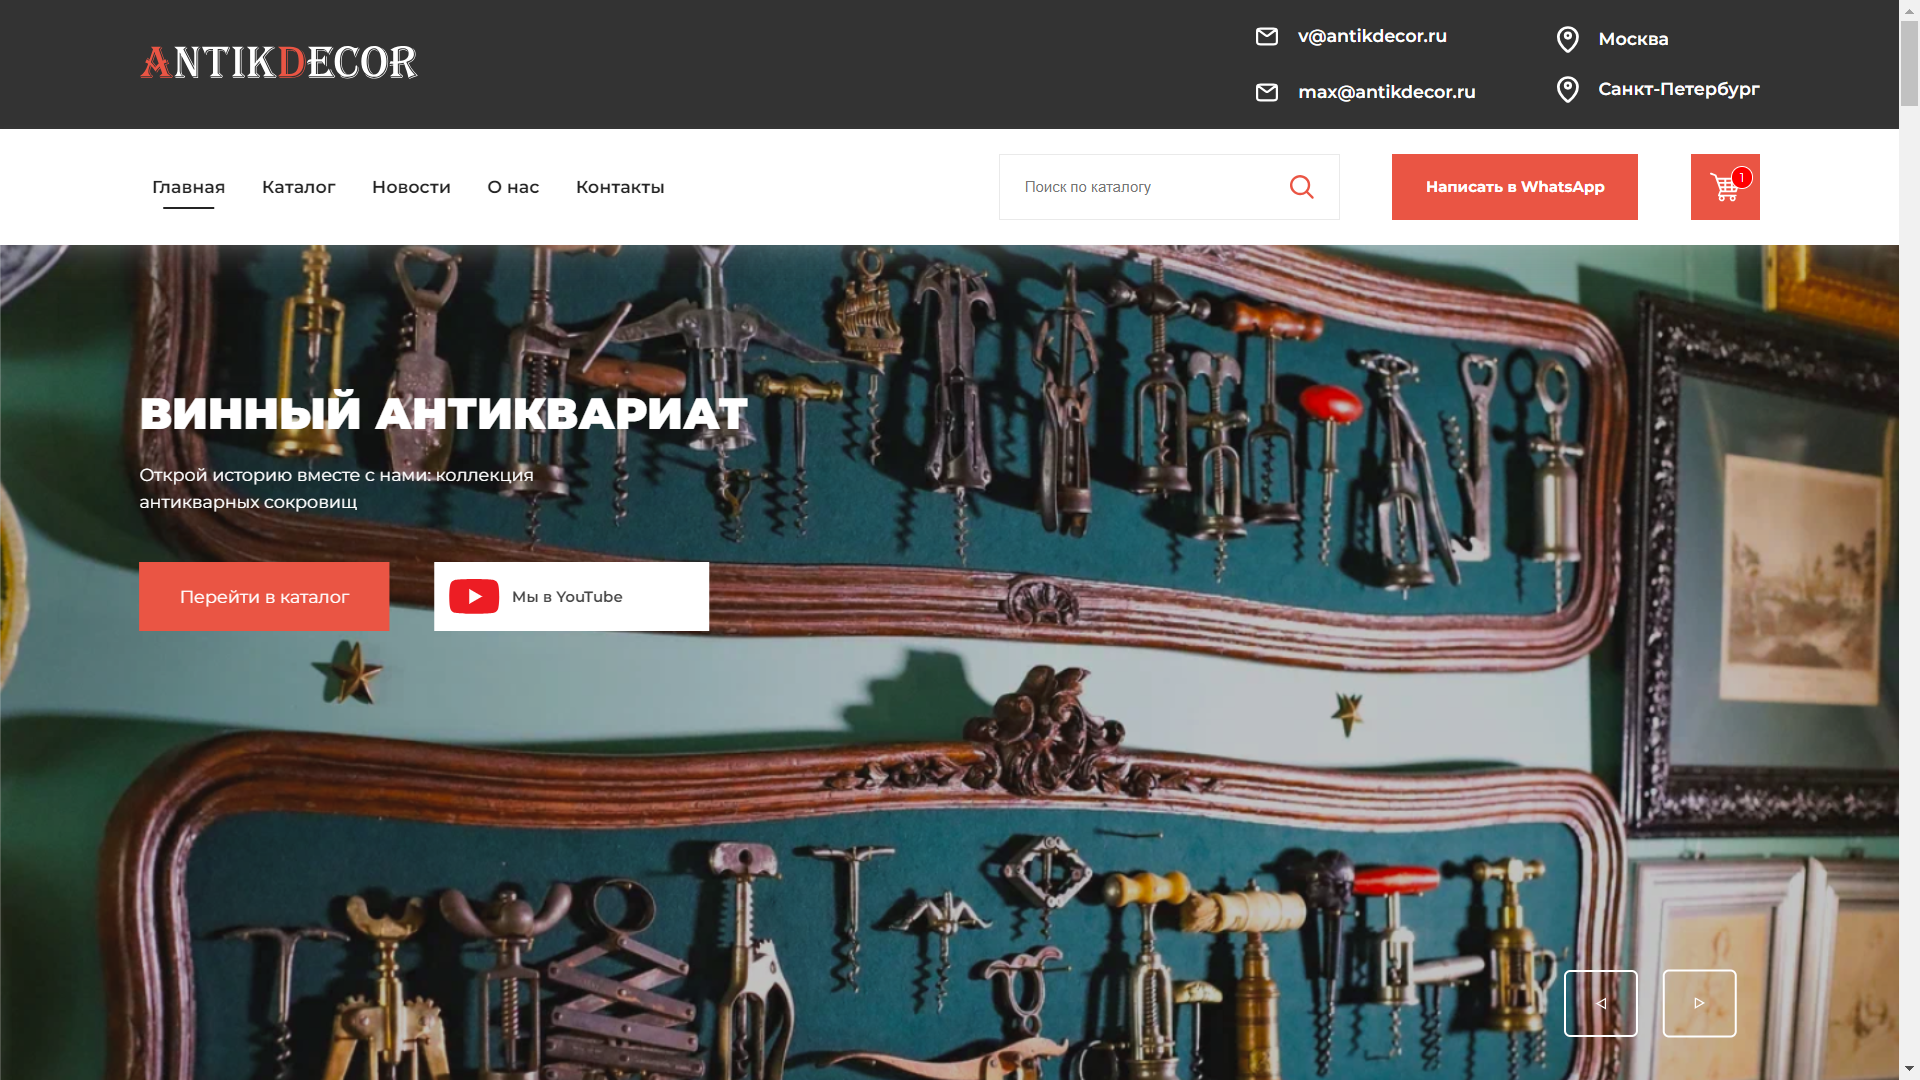 ANTIKDECOR
v@antikdecor.ru
max@antikdecor.ru
Москва
Санкт-Петербург
Главная
Каталог
Новости
О нас
Контакты
Поиск по каталогу
Написать в WhatsApp
1
ВИННЫЙ АНТИКВАРИАТ
Открой историю вместе с нами: коллекция
антикварных сокровищ
Перейти в каталог
Мы в YouTube